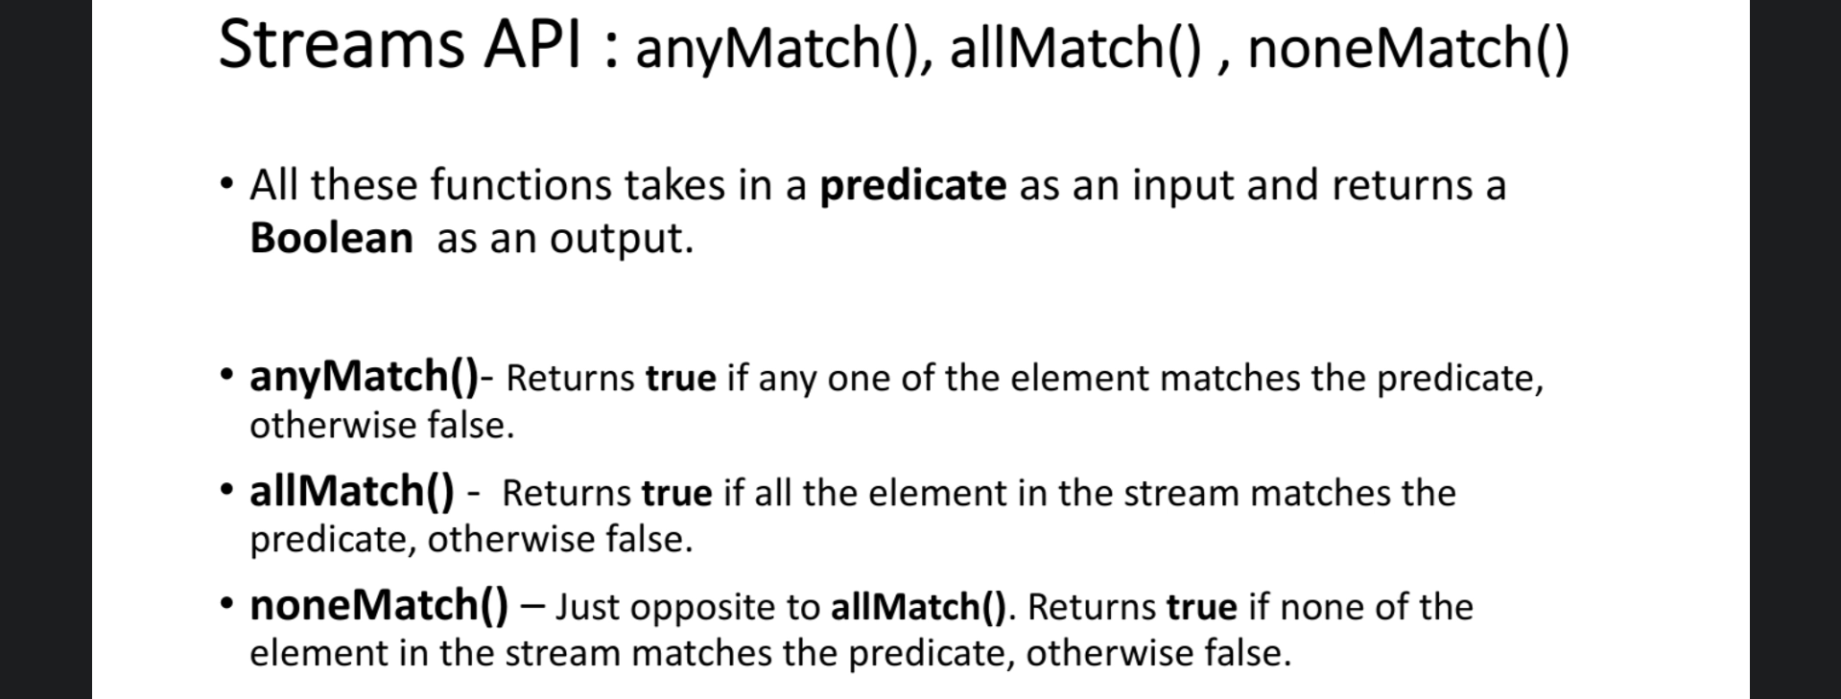 Streams API : anyMatch(), allMatch() , noneMatch()
• All these functions takes in a predicate as an input and returns a
Boolean as an output.
• anyMatch()- Returns true if any one of the element matches the predicate,
otherwise false.
• allMatch() - Returns true if all the element in the stream matches the
predicate, otherwise false.
• noneMatch() – Just opposite to allMatch(). Returns true if none of the
element in the stream matches the predicate, otherwise false.